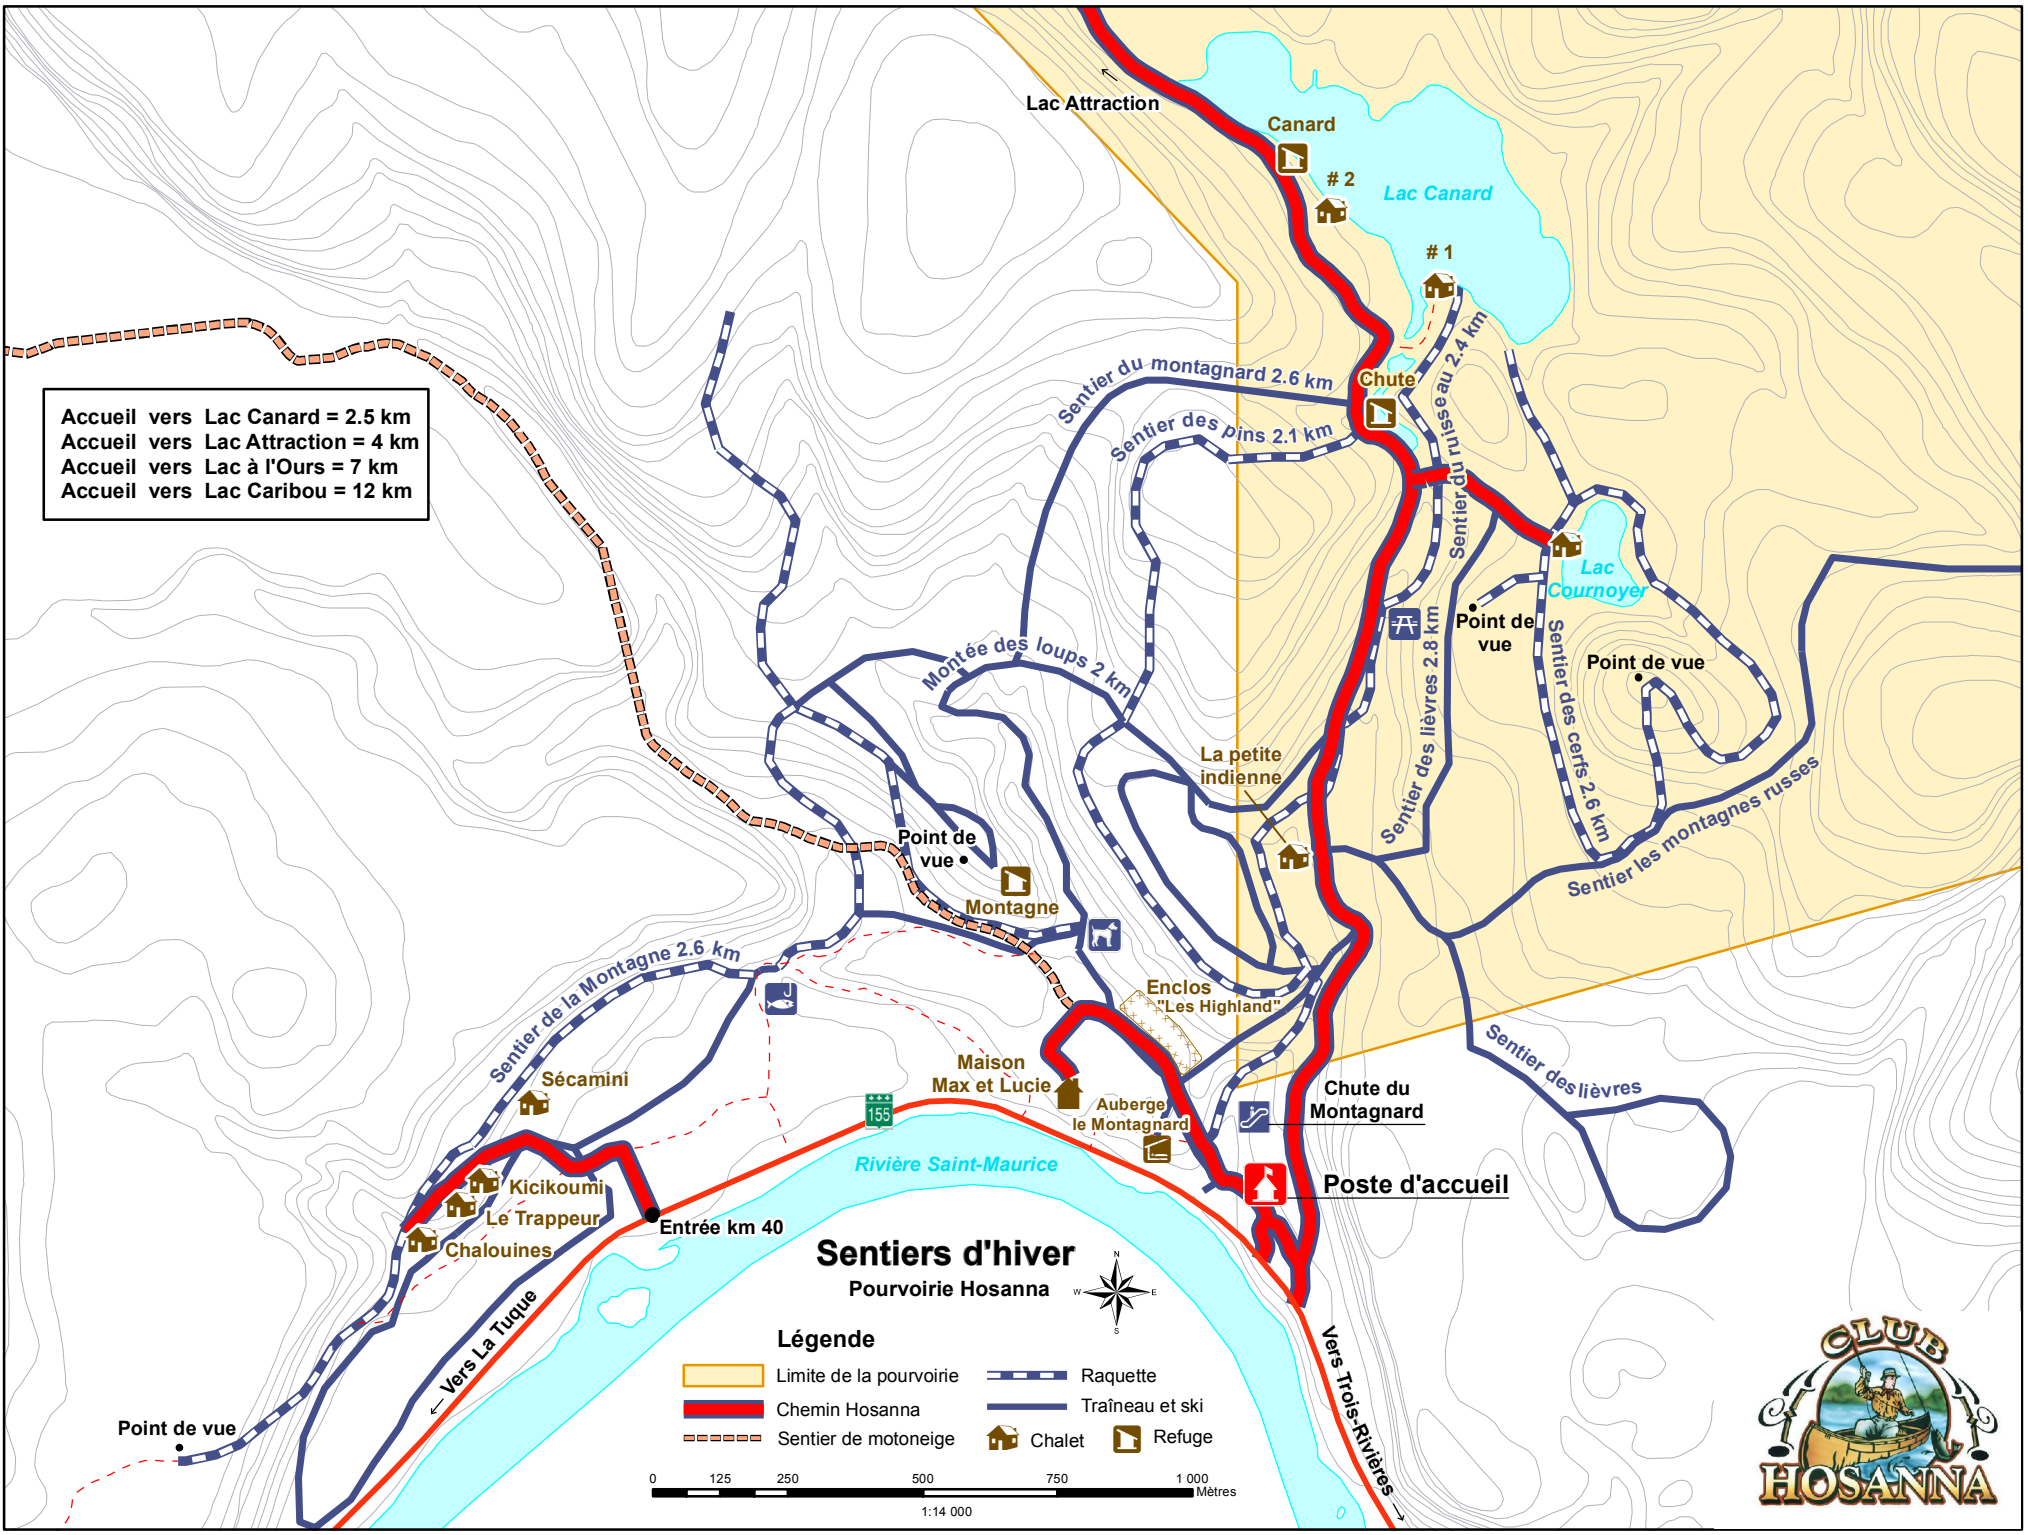 Lac Attraction
Canard
# 2
Lac Canard
# 1
Accueil vers Lac Canard = 2.5 km
Accueil vers Lac Attraction = 4 km
Accueil vers Lac à l'Ours = 7 km
Accueil vers Lac Caribou = 12 km
Sentier du montagnard 2.6 km
Chute
Sentier du ruisseau 2.4 km
Sentier des pins 2.1 km
Lac
Cournoyer
Point de
vue
Point de vue
Montée des loups 2 km
Sentier des lièvres 2.8 km
Sentier des cerfs 2.6 km
La petite
indienne
Sentier les montagnes russes
Point de
vue
Montagne
Sentier de la Montagne 2.6 km
Enclos
"Les Highland"
Sentier des lièvres
Maison
Max et Lucie
Sécamini
155
Auberge
le Montagnard
Chute du
Montagnard
Rivière Saint-Maurice
Poste d'accueil
Kicikoumi
Le Trappeur
Chalouines
Entrée km 40
Sentiers d'hiver
Pourvoirie Hosanna
N
W
E
S
Vers La Tuque
Vers Trois-Rivières
Point de vue
Légende
Limite de la pourvoirie
Raquette
Chemin Hosanna
Traîneau et ski
Sentier de motoneige
Chalet
Refuge
0 125 250 500 750 1 000
Mètres
1:14 000
CLUB
HOSANNA